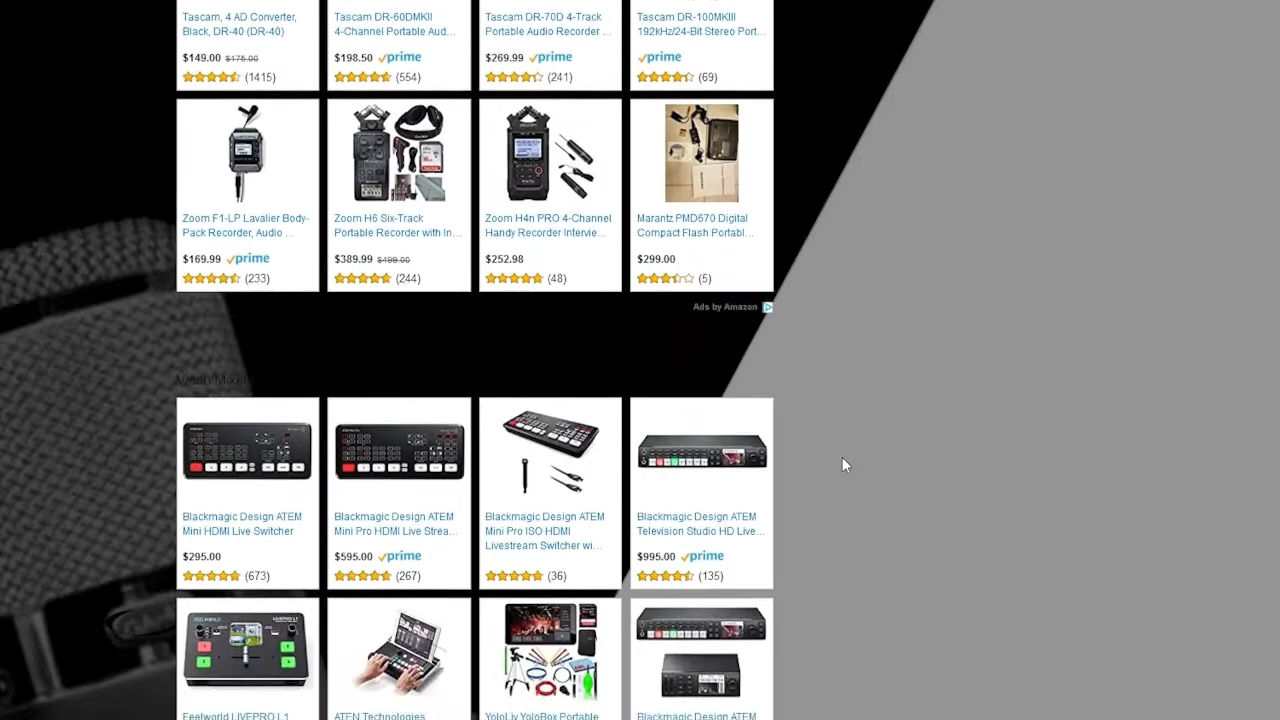 Tascam, 4 AD Converter,
Black, DR-40 (DR-40)
$149.00 $175.00
(1415)
Tascam DR-60DMKII
4-Channel Portable Aud...
$198.50 prime
(554)
Tascam DR-70D 4-Track
Portable Audio Recorder ...
$269.99 prime
(241)
Tascam DR-100MKIII
192kHz/24-Bit Stereo Port...
prime
(69)
Zoom F1-LP Lavalier Body-
Pack Recorder, Audio ...
$169.99 prime
(233)
Zoom H6 Six-Track
Portable Recorder with In...
$389.99 $499.00
(244)
Zoom H4n PRO 4-Channel
Handy Recorder Intervie...
$252.98
(48)
Marantz PMD670 Digital
Compact Flash Portabl...
$299.00
(5)
Ads by Amazon
Blackmagic Design ATEM
Mini HDMI Live Switcher
$295.00
(673)
Blackmagic Design ATEM
Mini Pro HDMI Live Strea...
$595.00 prime
(267)
Blackmagic Design ATEM
Mini Pro ISO HDMI
Livestream Switcher wi...
(36)
Blackmagic Design ATEM
Television Studio HD Live...
$995.00 prime
(135)
LIVEPRO L1
Feelworld LIVEPRO L1
ATEN Technologies
YoloLiv YoloBox Portable
Blackmagic Design ATEM